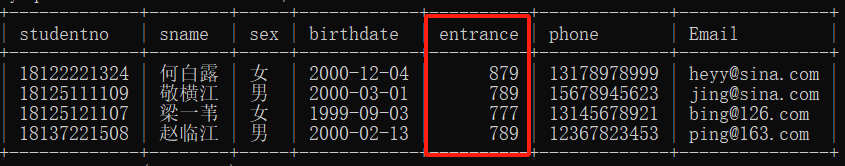 studentno sname sex birthdate entrance phone Email
18122221324 何白露 女 2000-12-04 879 13178978999 heyy@sina.com
18125111109 敬横江 男 2000-03-01 789 15678945623 jing@sina.com
18125121107 梁一苇 女 1999-09-03 777 13145678921 bing@126.com
18137221508 赵临江 男 2000-02-13 789 12367823453 ping@163.com